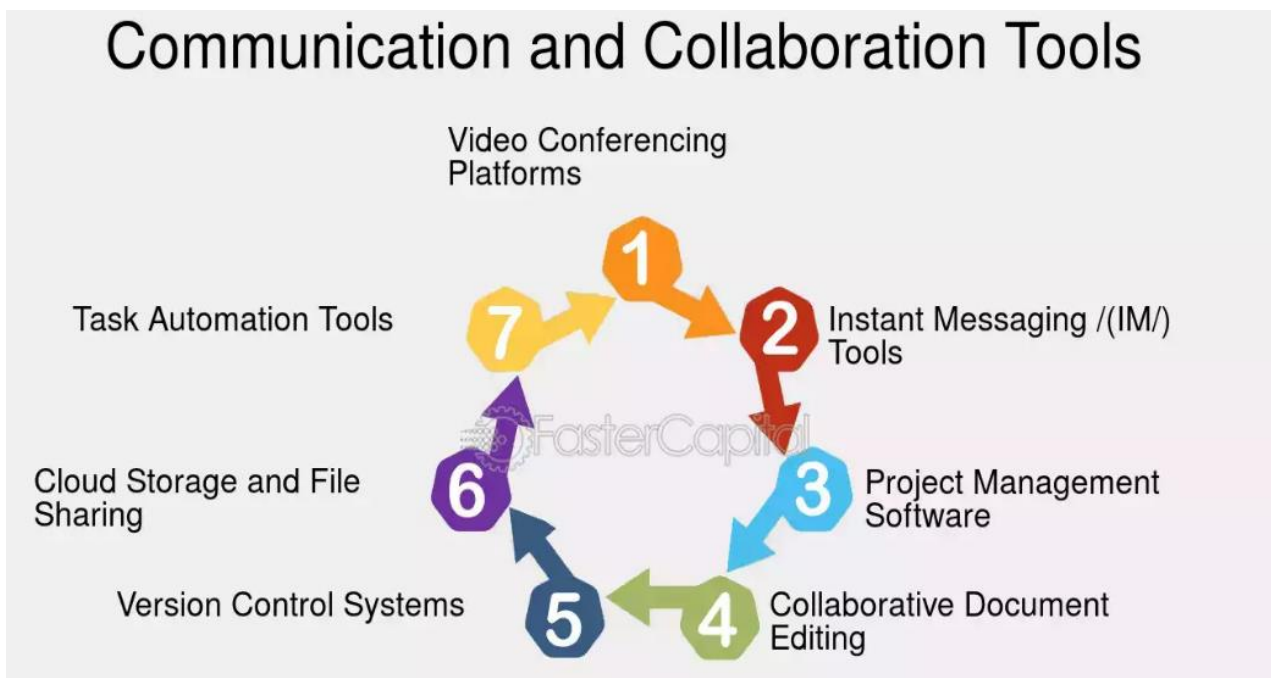 Communication and Collaboration Tools
Video Conferencing
Platforms
1
2
Instant Messaging /(IM/)
Tools
3
Project Management
Software
4
Collaborative Document
Editing
5
Version Control Systems
6
Cloud Storage and File
Sharing
7
Task Automation Tools
FasterCapital